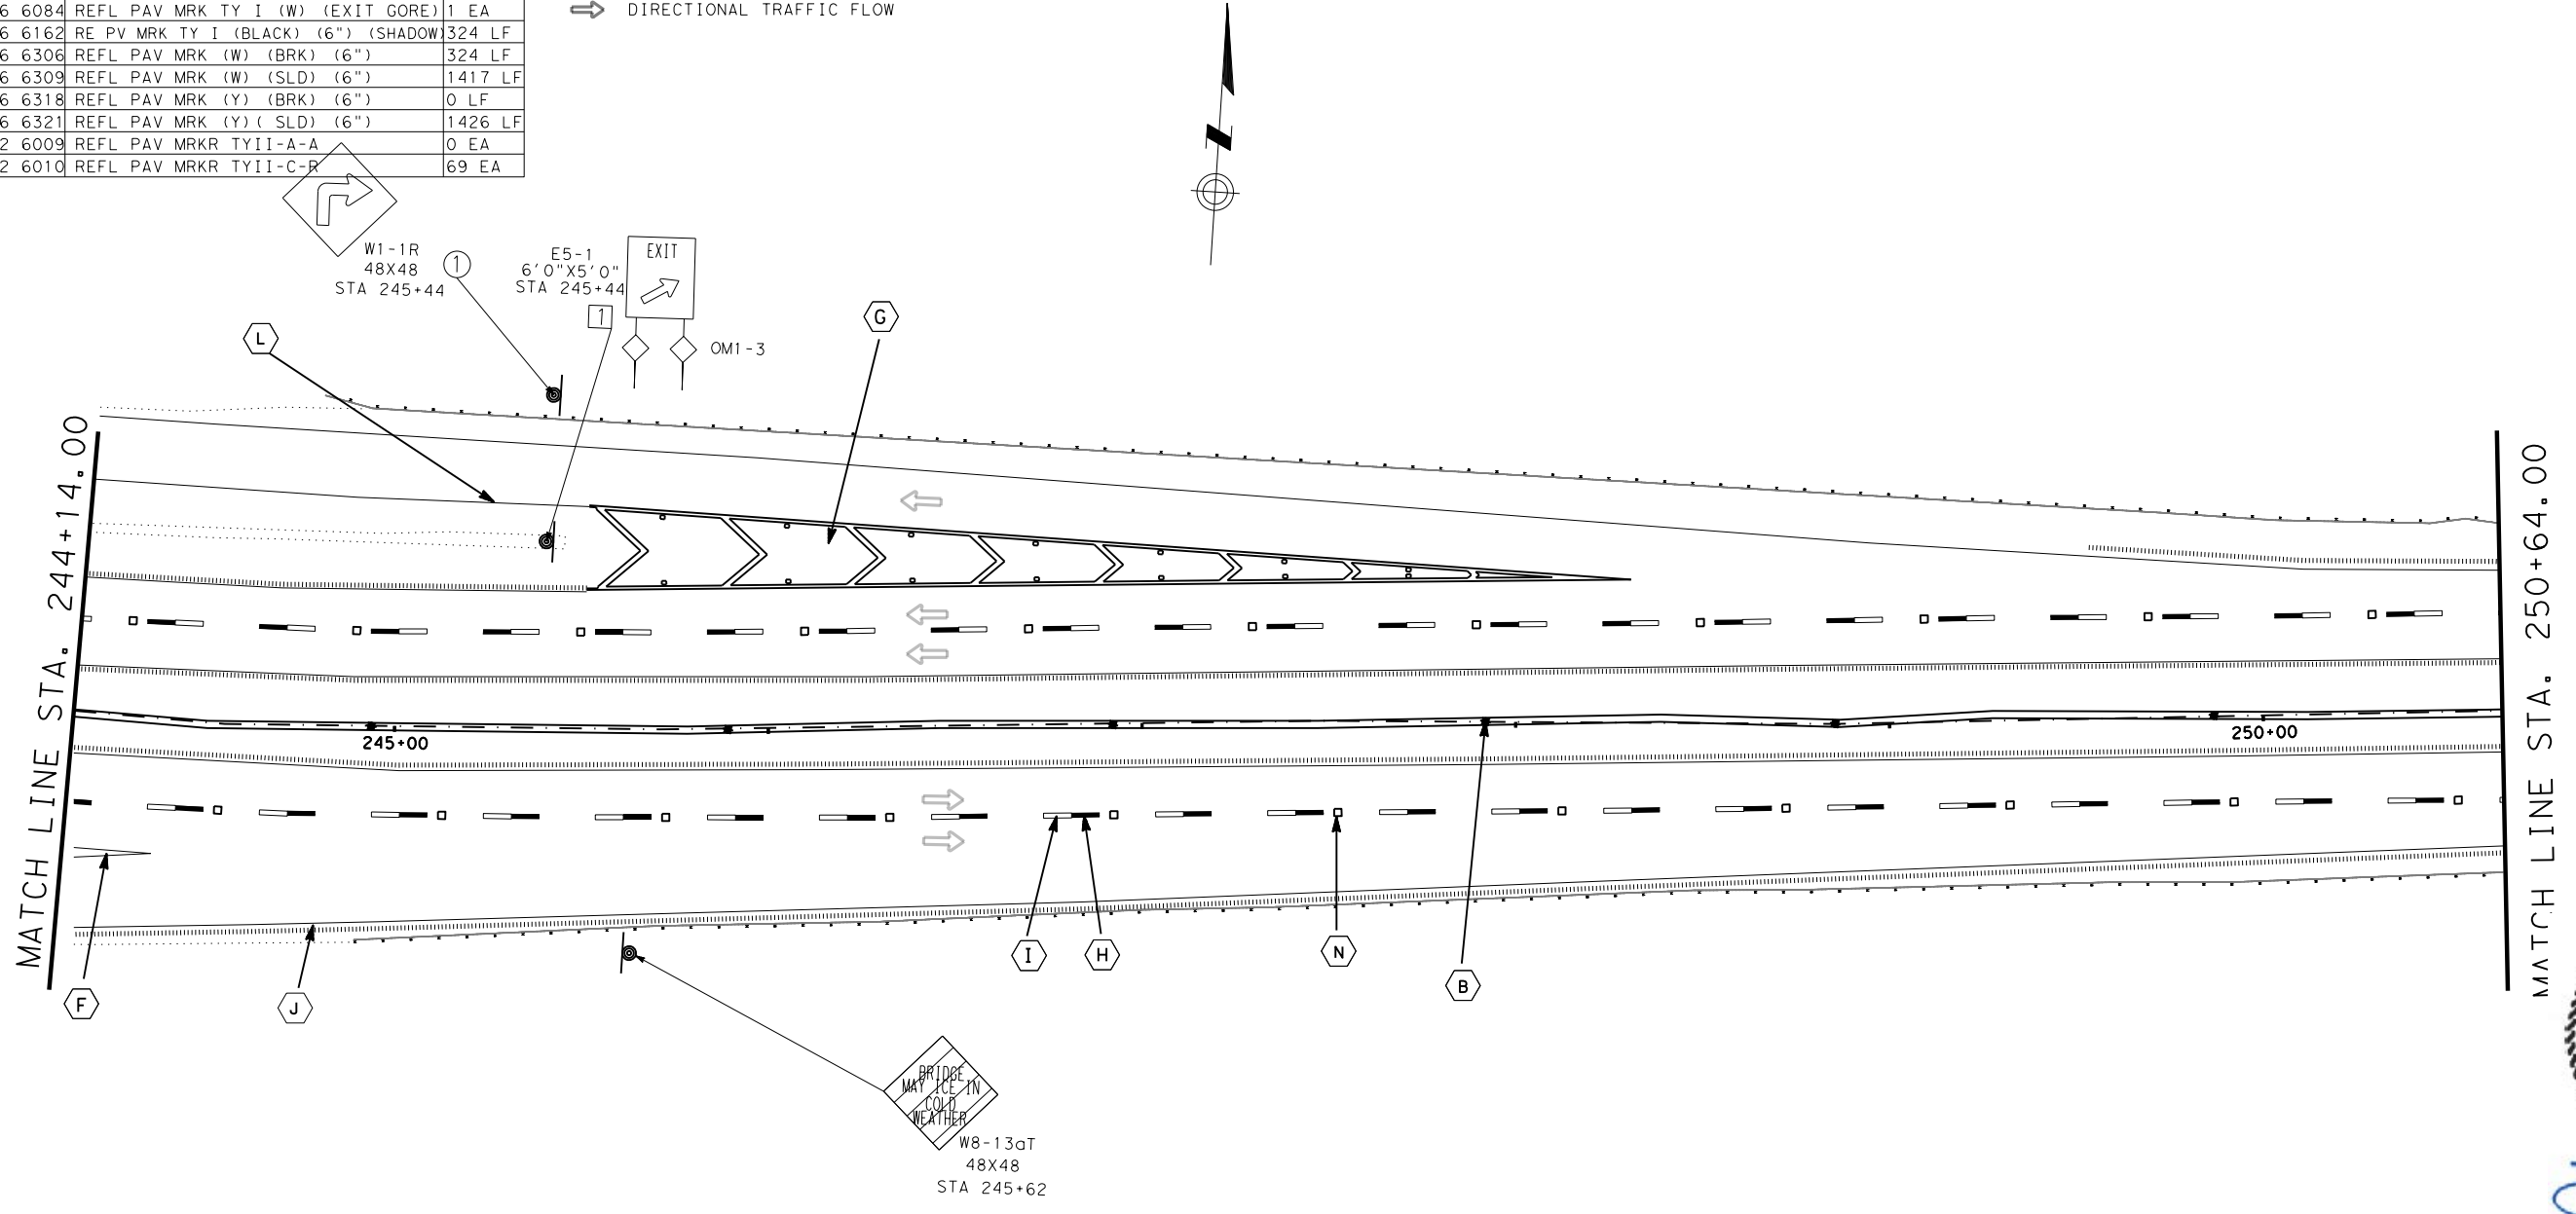 6 6084 REFL PAV MRK TY I (W) (EXIT GORE) 1 EA
6 6162 RE PV MRK TY I (BLACK) (6") (SHADOW) 324 LF
6 6306 REFL PAV MRK (W) (BRK) (6") 324 LF
6 6309 REFL PAV MRK (W) (SLD) (6") 1417 LF
6 6318 REFL PAV MRK (Y) (BRK) (6") 0 LF
6 6321 REFL PAV MRK (Y)( SLD) (6") 1426 LF
2 6009 REFL PAV MRKR TYII-A-A 0 EA
2 6010 REFL PAV MRKR TYII-C-R 69 EA
DIRECTIONAL TRAFFIC FLOW
N
W1-1R
48X48
STA 245+44
1
E5-1
6'0"X5'0"
STA 245+44
1
EXIT
OM1-3
L
G
MATCH LINE STA. 244+14.00
MATCH LINE STA. 250+64.00
245+00
250+00
F
J
I
H
N
B
BRIDGE
MAY ICE IN
COLD
WEATHER
W8-13aT
48X48
STA 245+62